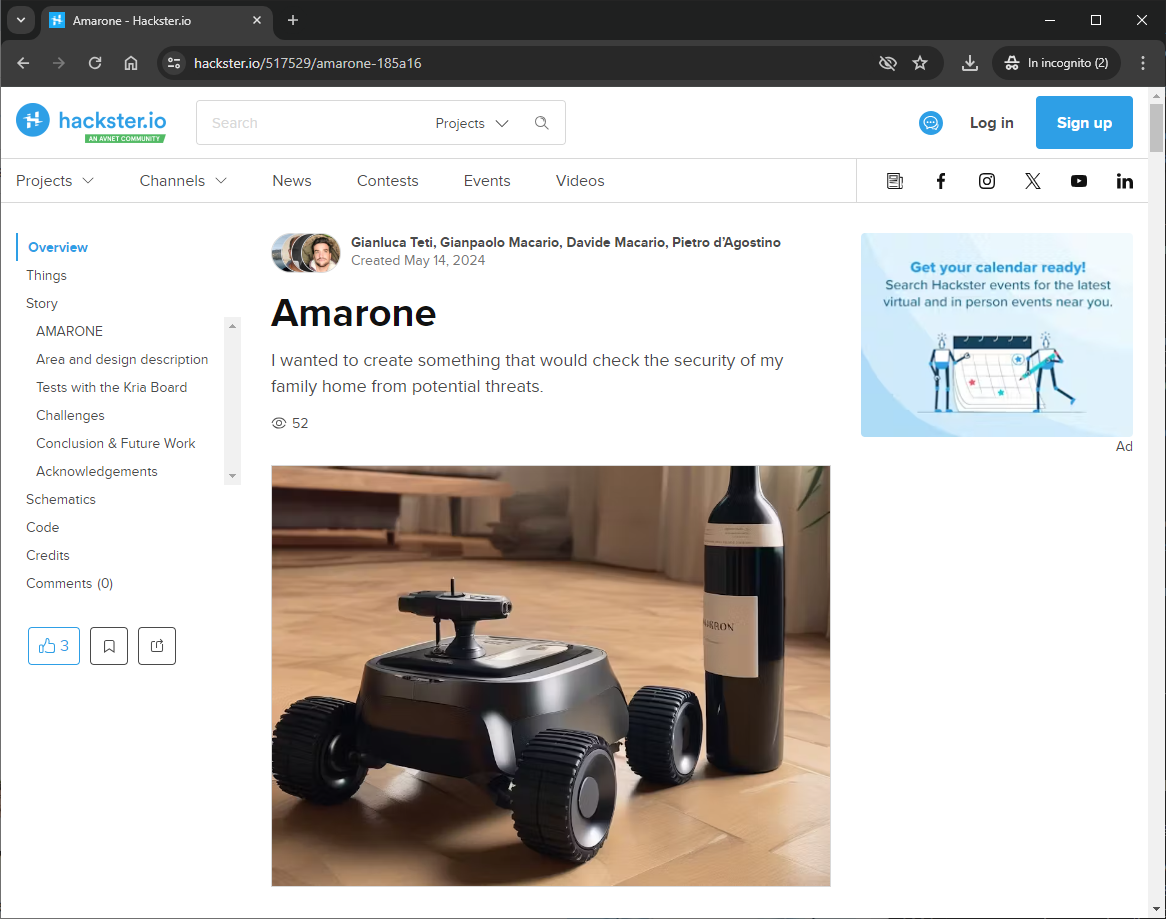 Amarone - Hackster.io
hackster.io/517529/amarone-185a16
In incognito (2)
hackster.io
AN AVNET COMMUNITY
Search
Projects
Log in
Sign up
Projects
Channels
News
Contests
Events
Videos
Overview
Things
Story
AMARONE
Area and design description
Tests with the Kria Board
Challenges
Conclusion & Future Work
Acknowledgements
Schematics
Code
Credits
Comments (0)
3
Gianluca Teti, Gianpaolo Macario, Davide Macario, Pietro d’Agostino
Created May 14, 2024
Amarone
I wanted to create something that would check the security of my
family home from potential threats.
52
Get your calendar ready!
Search Hackster events for the latest
virtual and in person events near you.
Ad